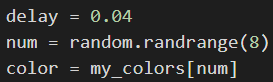 delay = 0.04
num = random.randrange(8)
color = my_colors[num]